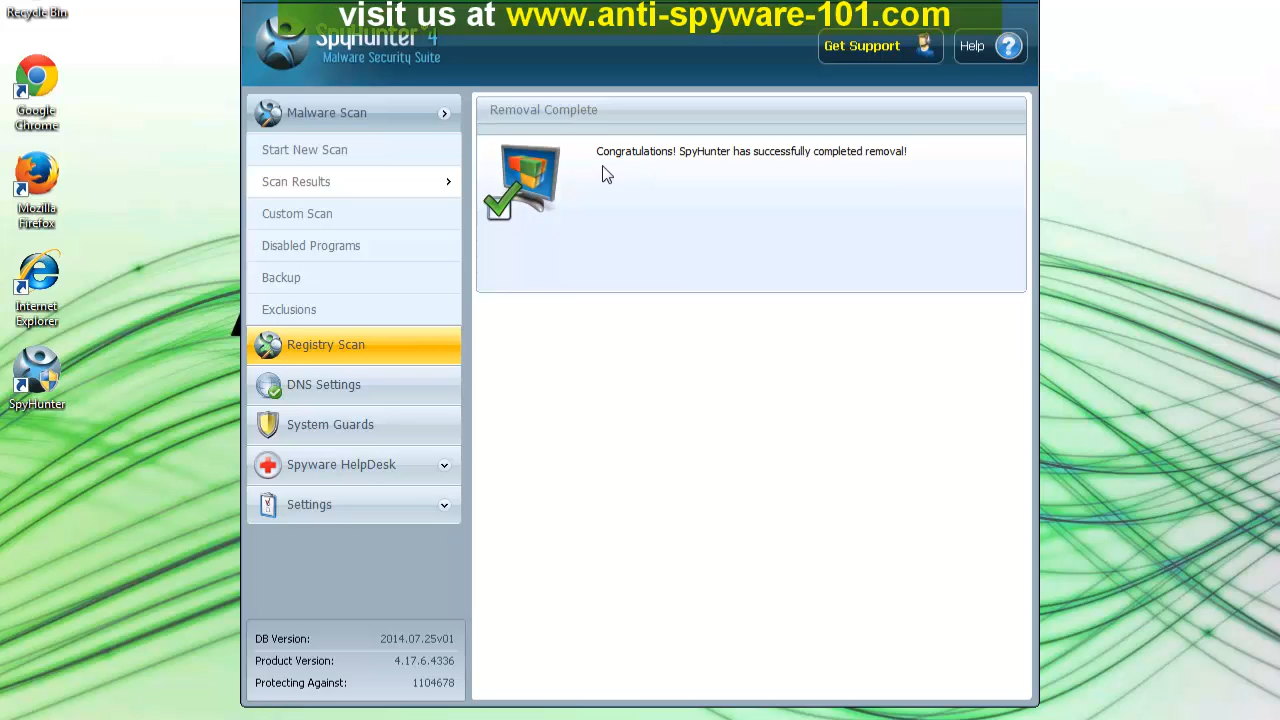 visit us at www.anti-spyware-101.com
SpyHunter 4
Malware Security Suite
Get Support
Help
Recycle Bin
Google Chrome
Mozilla Firefox
Internet Explorer
SpyHunter
Malware Scan
Start New Scan
Scan Results
Custom Scan
Disabled Programs
Backup
Exclusions
Registry Scan
DNS Settings
System Guards
Spyware HelpDesk
Settings
DB Version: 2014.07.25v01
Product Version: 4.17.6.4336
Protecting Against: 1104678
Removal Complete
Congratulations! SpyHunter has successfully completed removal!